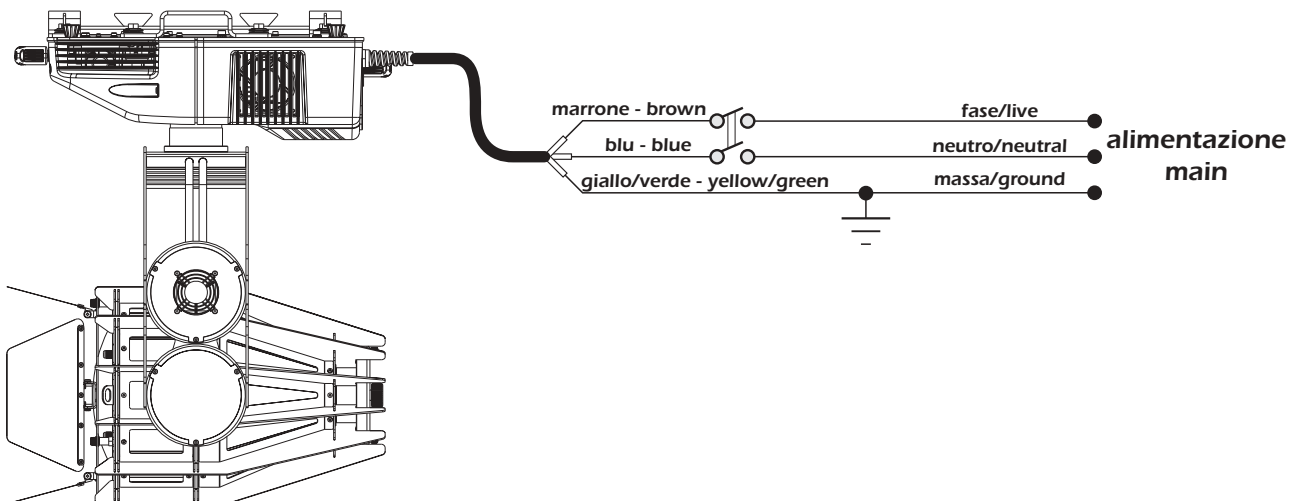 marrone - brown
fase/live
blu - blue
neutro/neutral
giallo/verde - yellow/green
massa/ground
alimentazione
main